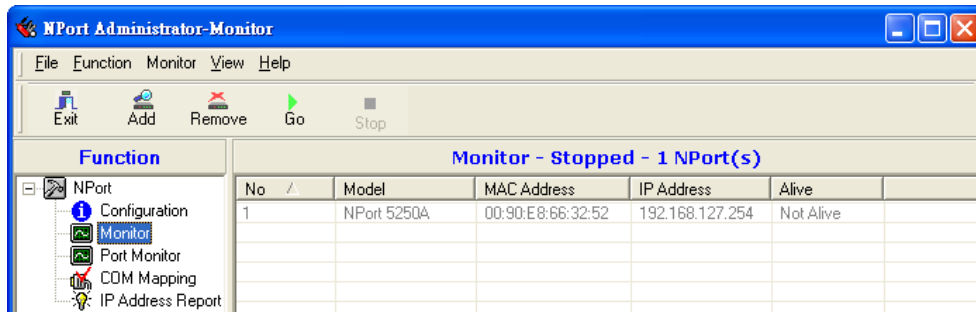 NPort Administrator-Monitor
File Function Monitor View Help
Exit Add Remove Go Stop
Function
Monitor - Stopped - 1 NPort(s)
NPort
Configuration
Monitor
Port Monitor
COM Mapping
IP Address Report
No Model MAC Address IP Address Alive
1 NPort 5250A 00:90:E8:66:32:52 192.168.127.254 Not Alive